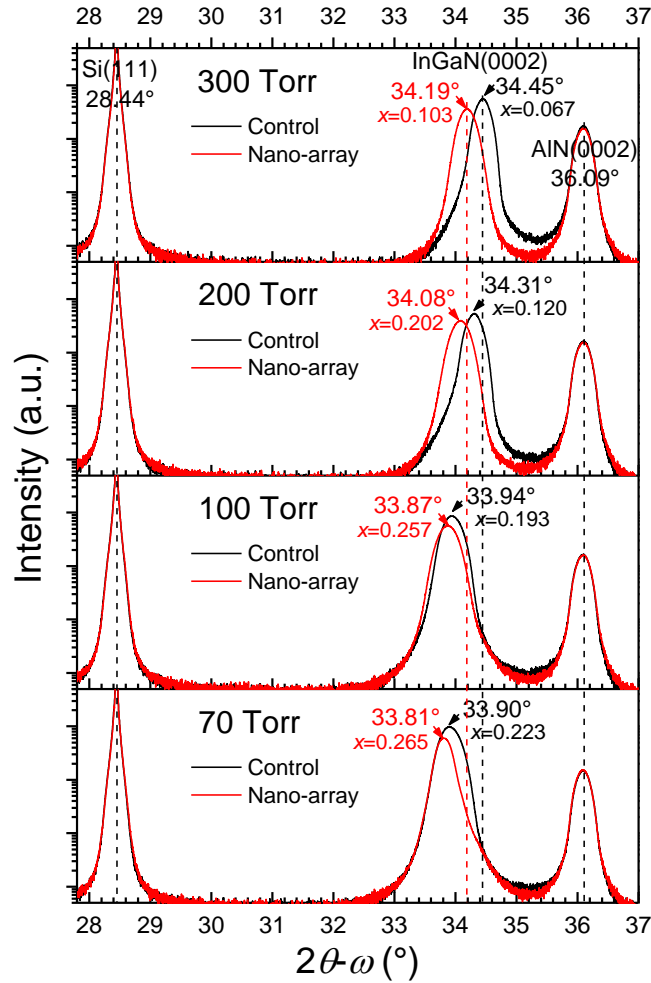 28 29 30 31 32 33 34 35 36 37
Si(111)
28.44°
300 Torr
Control
Nano-array
InGaN(0002)
34.19°
x=0.103
34.45°
x=0.067
AlN(0002)
36.09°
200 Torr
Control
Nano-array
34.08°
x=0.202
34.31°
x=0.120
100 Torr
Control
Nano-array
33.87°
x=0.257
33.94°
x=0.193
70 Torr
Control
Nano-array
33.81°
x=0.265
33.90°
x=0.223
28 29 30 31 32 33 34 35 36 37
2θ-ω (°)
Intensity (a.u.)